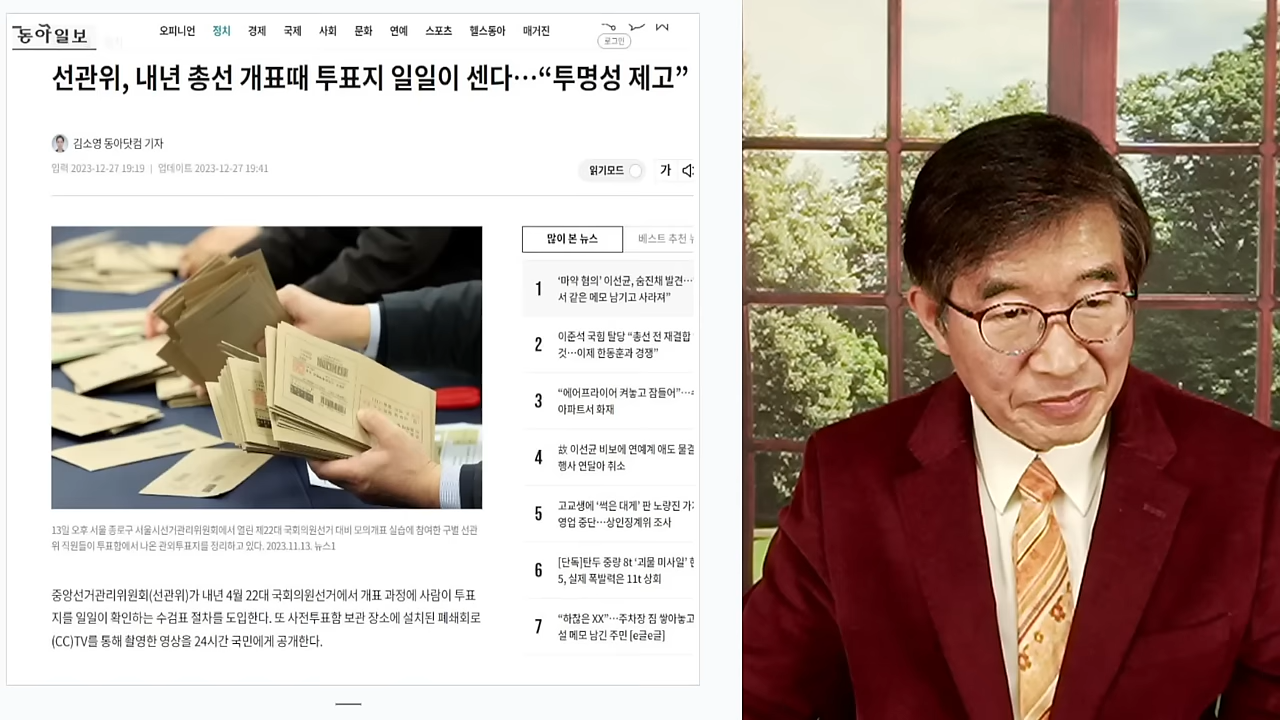 동아일보
오피니언 정치 경제 국제 사회 문화 연예 스포츠 헬스동아 매거진
로그인
선관위, 내년 총선 개표때 투표지 일일이 센다…“투명성 제고”
김소영 동아닷컴 기자
입력 2023-12-27 19:19 | 업데이트 2023-12-27 19:41
읽기모드 가
많이 본 뉴스 베스트 추천
1 ‘마약 혐의’ 이선균, 숨진채 발견…
서 같은 메모 남기고 사라져”
2 이준석 국힘 탈당 “총선 전 재결합
것…이제 한동훈과 경쟁”
3 “에어프라이어 켜놓고 잠들어”…
아파트서 화재
4 故 이선균 비보에 연예계 애도 물결
행사 연달아 취소
5 고교생에 ‘썩은 대게’ 판 노량진
영업 중단…상인징계위 조사
6 [단독]탄두 중량 8t ‘괴물 미사일’
5, 실제 폭발력은 11t 상회
7 “하찮은 XX”…주차장 짐 쌓아놓고
설 메모 남긴 주민 [e글e글]
13일 오후 서울 종로구 서울시선거관리위원회에서 열린 제22대 국회의원선거 대비 모의개표 실습에 참여한 구별 선관
위 직원들이 투표함에서 나온 관외투표지를 정리하고 있다. 2023.11.13. 뉴스1
중앙선거관리위원회(선관위)가 내년 4월 22대 국회의원선거에서 개표 과정에 사람이 투표
지를 일일이 확인하는 수검표 절차를 도입한다. 또 사전투표함 보관 장소에 설치된 폐쇄회로
(CC)TV를 통해 촬영한 영상을 24시간 국민에게 공개한다.